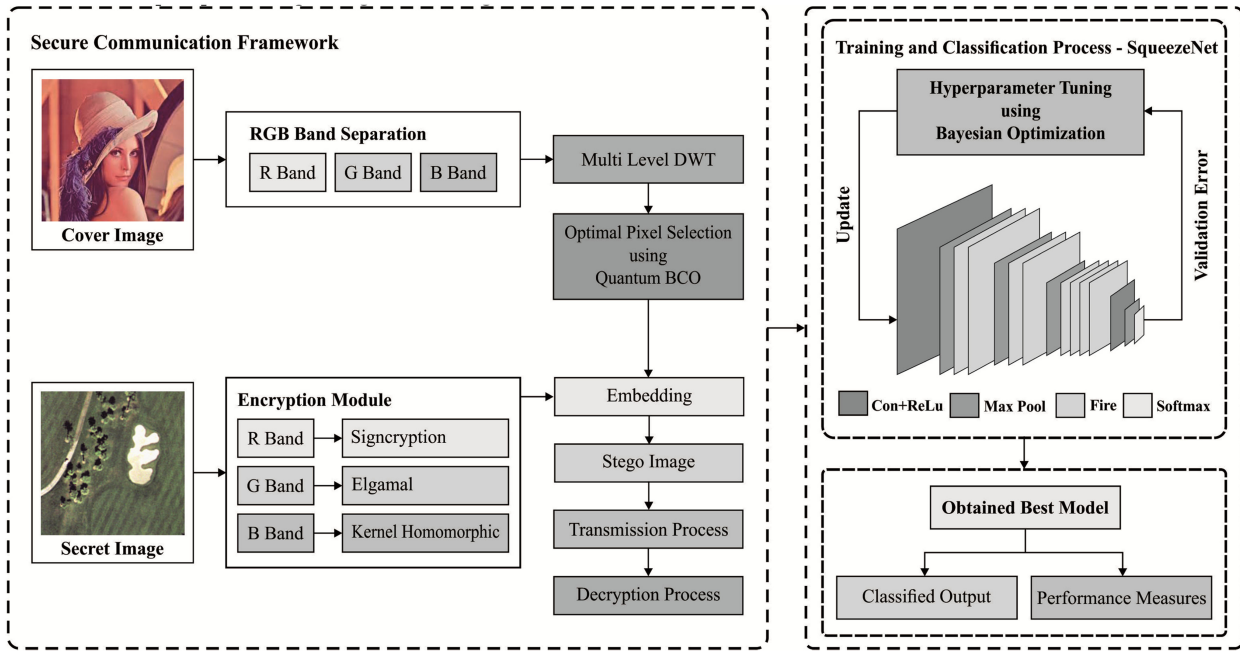 Secure Communication Framework
Cover Image
RGB Band Separation
R Band
G Band
B Band
Multi Level DWT
Optimal Pixel Selection
using
Quantum BCO
Secret Image
Encryption Module
R Band
Signcryption
G Band
Elgamal
B Band
Kernel Homomorphic
Embedding
Stego Image
Transmission Process
Decryption Process
Training and Classification Process - SqueezeNet
Hyperparameter Tuning
using
Bayesian Optimization
Update
Validation Error
Con+ReLu
Max Pool
Fire
Softmax
Obtained Best Model
Classified Output
Performance Measures